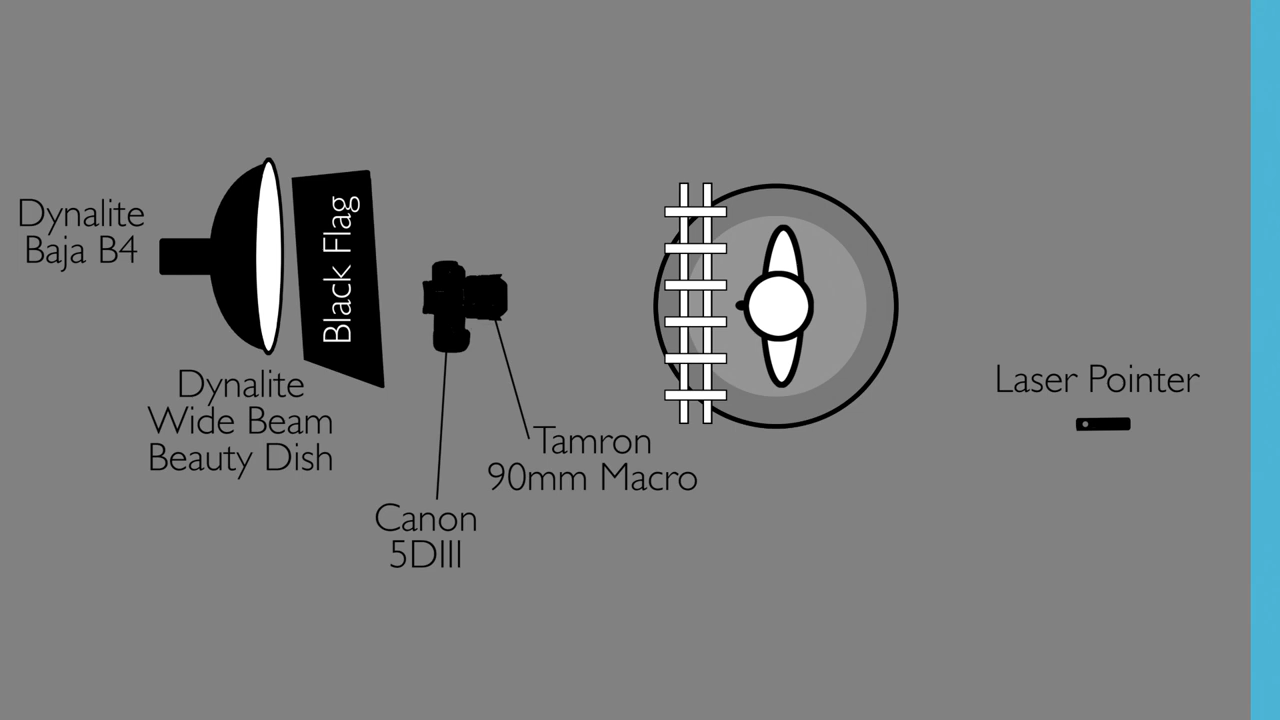 Dynalite
Baja B4
Black Flag
Dynalite
Wide Beam
Beauty Dish
Tamron
90mm Macro
Canon
5DIII
Laser Pointer